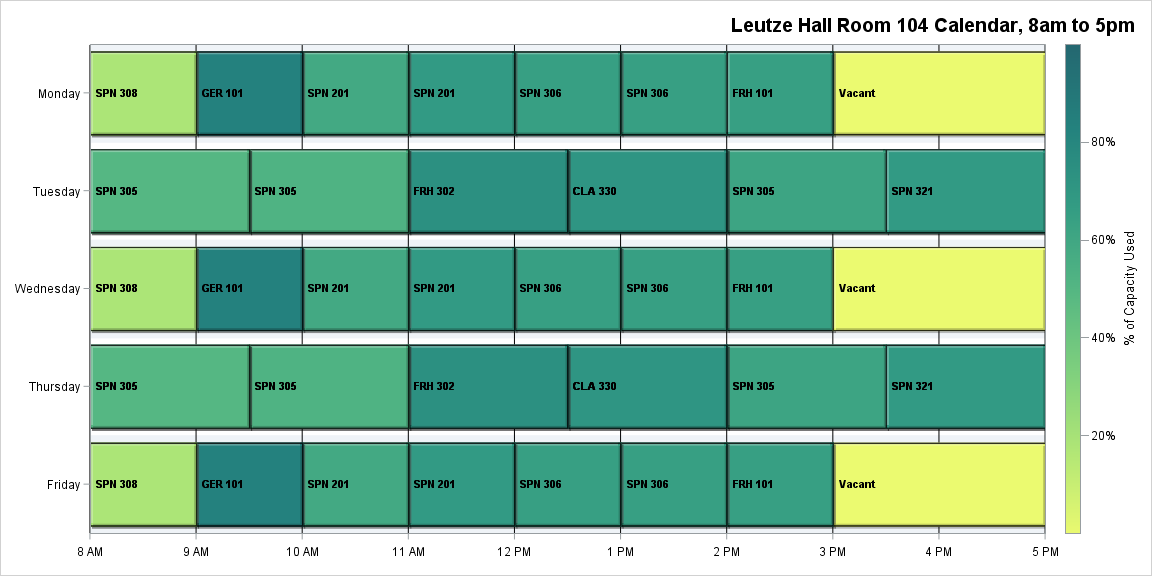 Leutze Hall Room 104 Calendar, 8am to 5pm
Monday
SPN 308
GER 101
SPN 201
SPN 201
SPN 306
SPN 306
FRH 101
Vacant
Tuesday
SPN 305
SPN 305
FRH 302
CLA 330
SPN 305
SPN 321
Wednesday
SPN 308
GER 101
SPN 201
SPN 201
SPN 306
SPN 306
FRH 101
Vacant
Thursday
SPN 305
SPN 305
FRH 302
CLA 330
SPN 305
SPN 321
Friday
SPN 308
GER 101
SPN 201
SPN 201
SPN 306
SPN 306
FRH 101
Vacant
8 AM
9 AM
10 AM
11 AM
12 PM
1 PM
2 PM
3 PM
4 PM
5 PM
80%
60%
40%
20%
% of Capacity Used